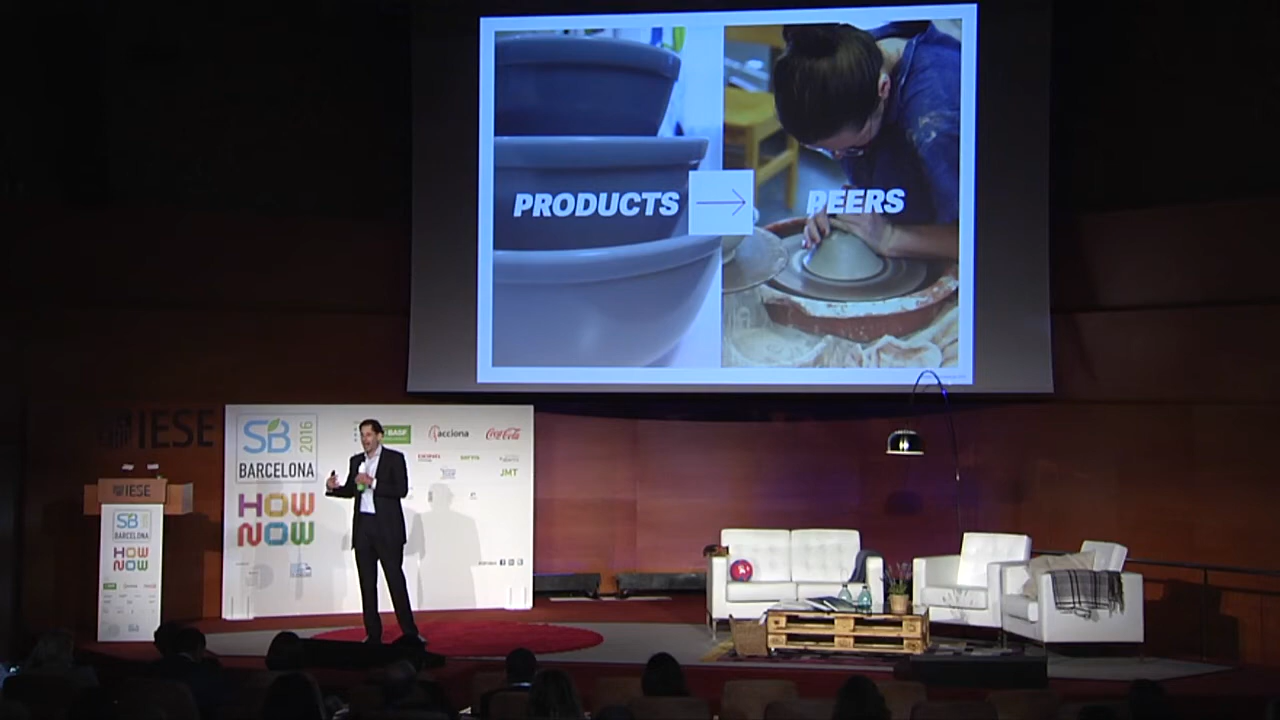 PRODUCTS
PEERS
IESE
SB
2016
BARCELONA
HOW
NOW
BASF
acciona
Coca-Cola
JMT
IESE
SB
BARCELONA
HOW
NOW